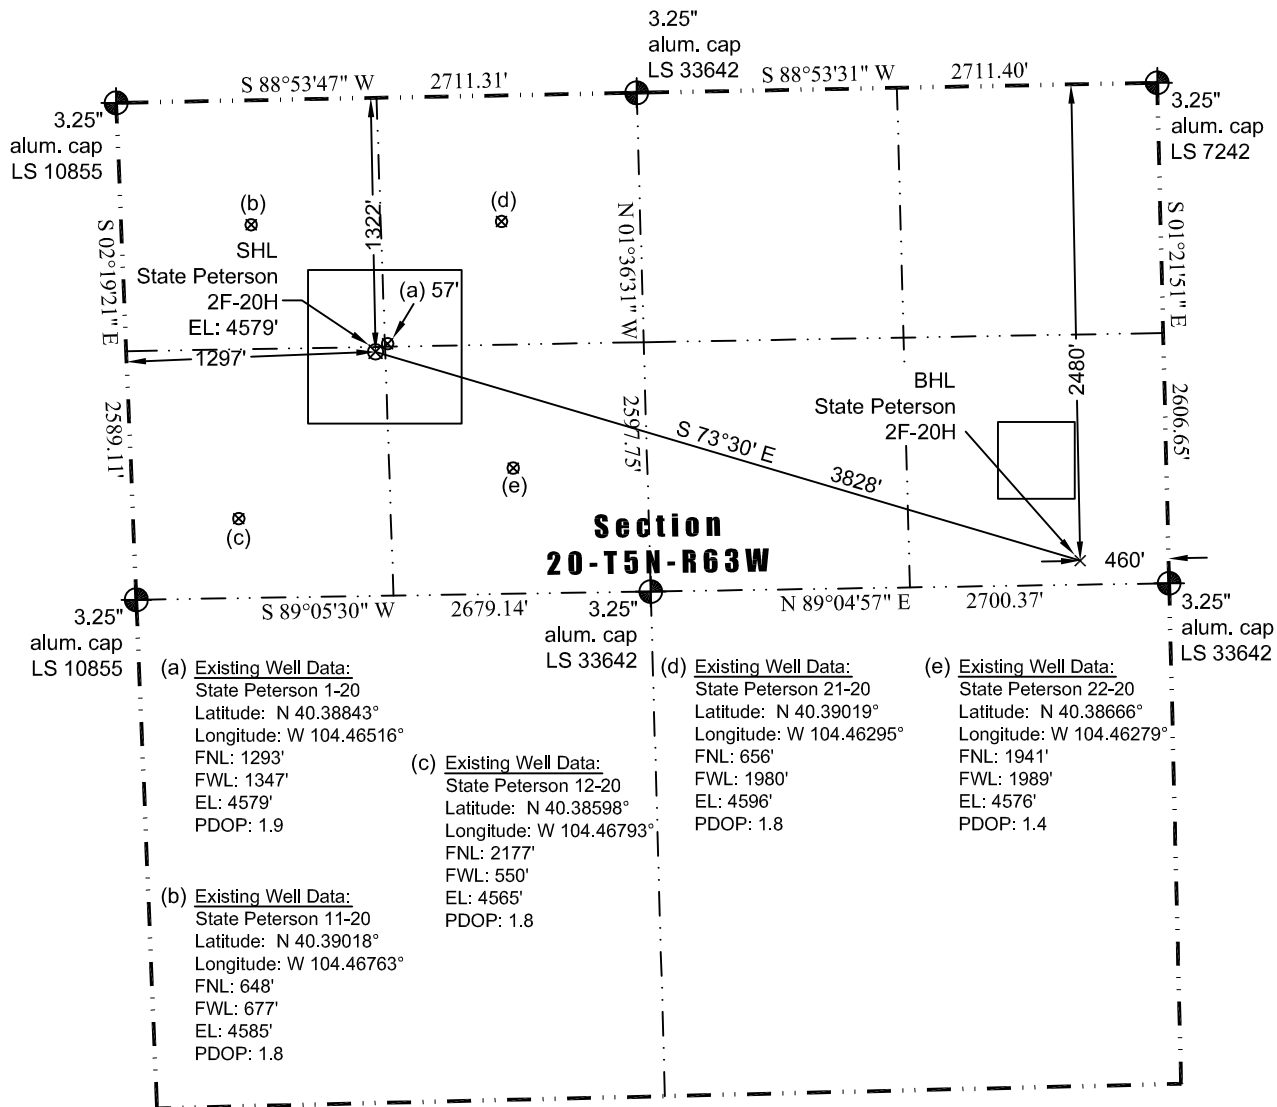 3.25"
alum. cap
LS 33642
S 88°53'47" W
2711.31'
S 88°53'31" W
2711.40'
3.25"
alum. cap
LS 10855
3.25"
alum. cap
LS 7242
(b)
(d)
SHL
State Peterson
2F-20H
EL: 4579'
1322'
(a) 57'
S 02°19'21" E
N 01°36'31" W
S 01°21'51" E
1297'
2480'
BHL
State Peterson
2F-20H
2589.11'
2597.75'
2606.65'
S 73°30' E
3828'
(e)
(c)
Section
20-T5N-R63W
460'
S 89°05'30" W
2679.14'
N 89°04'57" E
2700.37'
3.25"
alum. cap
LS 10855
3.25"
alum. cap
LS 33642
3.25"
alum. cap
LS 33642
(a) Existing Well Data:
State Peterson 1-20
Latitude: N 40.38843°
Longitude: W 104.46516°
FNL: 1293'
FWL: 1347'
EL: 4579'
PDOP: 1.9
(b) Existing Well Data:
State Peterson 11-20
Latitude: N 40.39018°
Longitude: W 104.46763°
FNL: 648'
FWL: 677'
EL: 4585'
PDOP: 1.8
(c) Existing Well Data:
State Peterson 12-20
Latitude: N 40.38598°
Longitude: W 104.46793°
FNL: 2177'
FWL: 550'
EL: 4565'
PDOP: 1.8
(d) Existing Well Data:
State Peterson 21-20
Latitude: N 40.39019°
Longitude: W 104.46295°
FNL: 656'
FWL: 1980'
EL: 4596'
PDOP: 1.8
(e) Existing Well Data:
State Peterson 22-20
Latitude: N 40.38666°
Longitude: W 104.46279°
FNL: 1941'
FWL: 1989'
EL: 4576'
PDOP: 1.4